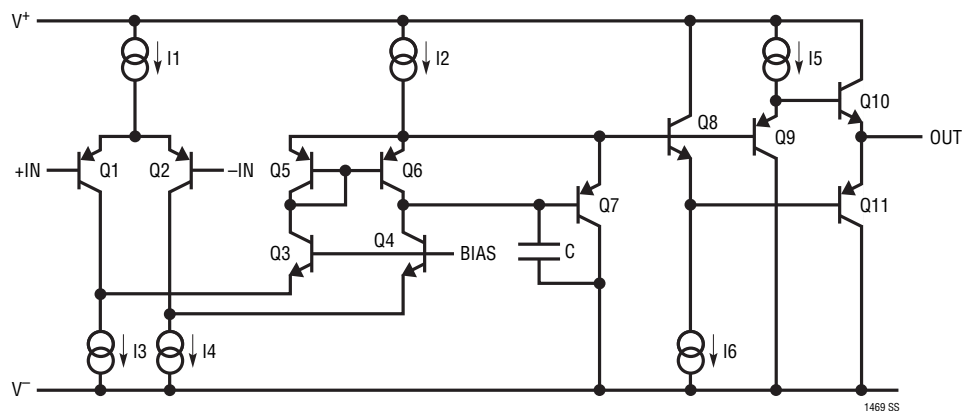 V+
I1
I2
I5
Q10
Q8
Q9
OUT
+IN
Q1
Q2
–IN
Q5
Q6
Q7
Q11
Q3
Q4
BIAS
C
I3
I4
I6
V–
1469 SS